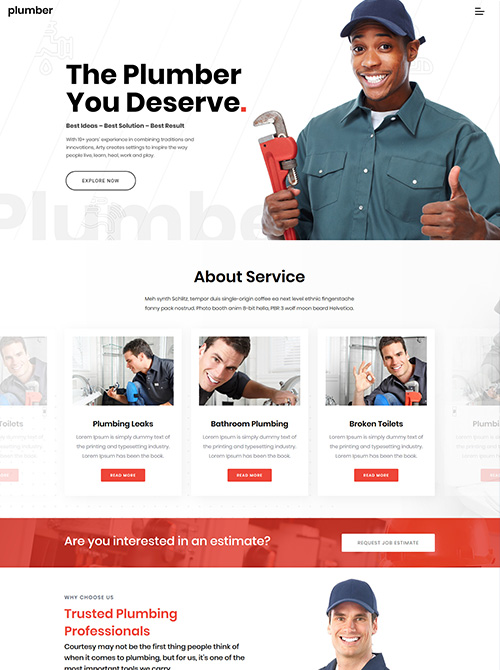 plumber
The Plumber
You Deserve.
Best Ideas – Best Solution – Best Result
With 10+ years' experience in combining traditions and
innovations, Arty creates settings to inspire the way
people live, learn, heal, work and play.
EXPLORE NOW
Plumbe
About Service
Meh synth Schlitz, tempor duis single-origin coffee ea next level ethnic fingerstache
fanny pack nostrud. Photo booth anim 8-bit hella, PBR 3 wolf moon beard Helvetica.
Toilets
Plumbing Leaks
Bathroom Plumbing
Broken Toilets
Plumbi
Lorem Ipsum is simply dummy text of
the printing and typesetting industry.
Lorem Ipsum has been the book.
READ MORE
Lorem Ipsum is simply dummy text of
the printing and typesetting industry.
Lorem Ipsum has been the book.
READ MORE
Lorem Ipsum is simply dummy text of
the printing and typesetting industry.
Lorem Ipsum has been the book.
READ MORE
Are you interested in an estimate?
REQUEST JOB ESTIMATE
WHY CHOOSE US
Trusted Plumbing
Professionals
Courtesy may not be the first thing people think of
when it comes to plumbing, but for us, it's one of the
most important tools we carry.